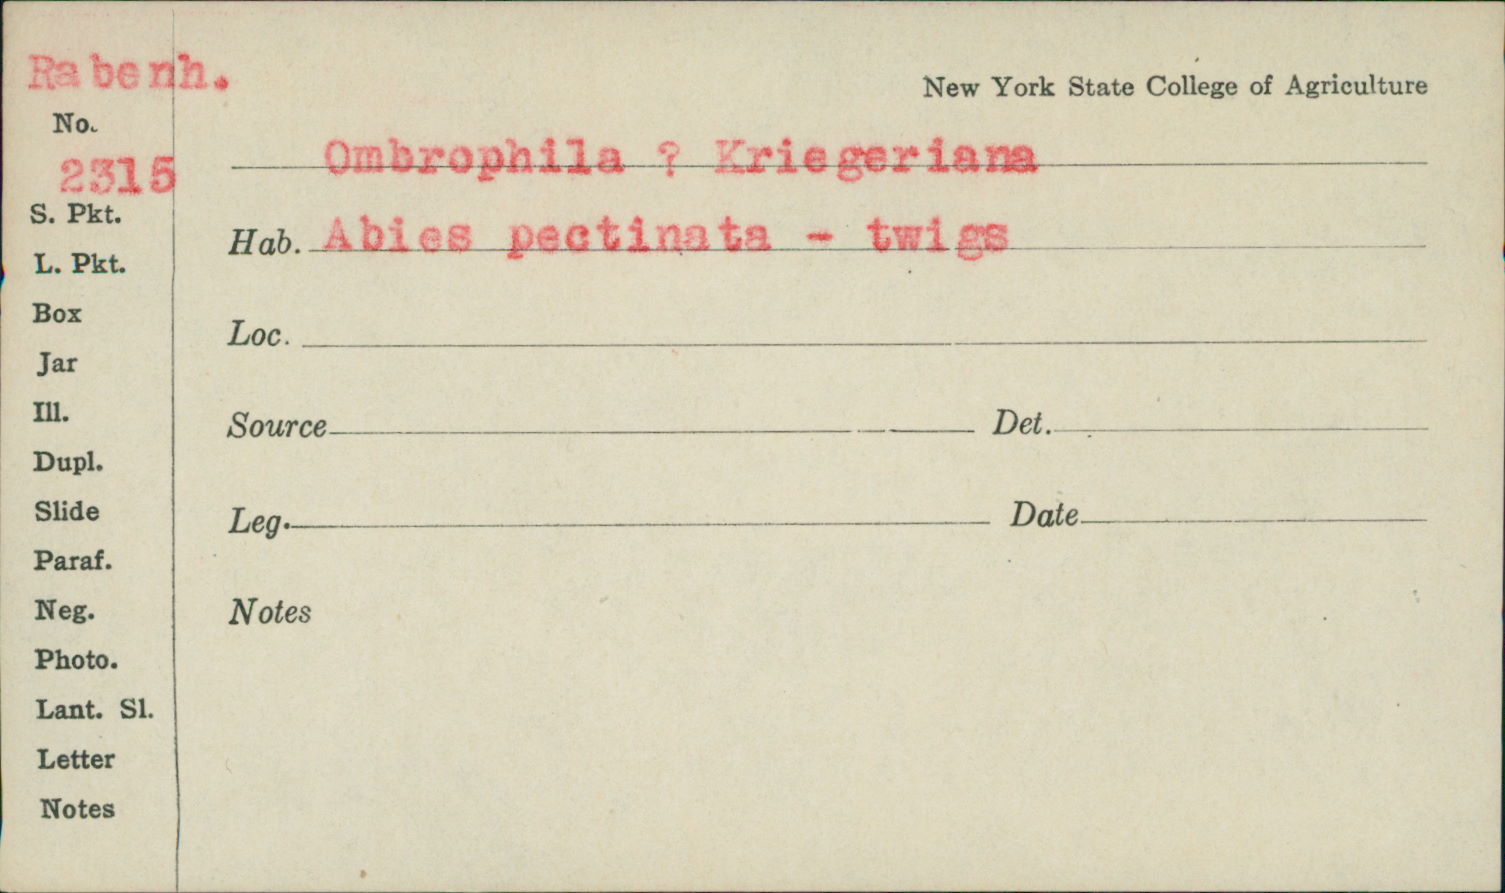 Rabenh.
New York State College of Agriculture
No.
2315
Ombrophila ? Kriegeriana
S. Pkt.
Hab. Abies pectinata - twigs
L. Pkt.
Box
Loc.
Jar
Ill.
Source Det.
Dupl.
Slide
Leg. Date
Paraf.
Neg.
Notes
Photo.
Lant. Sl.
Letter
Notes